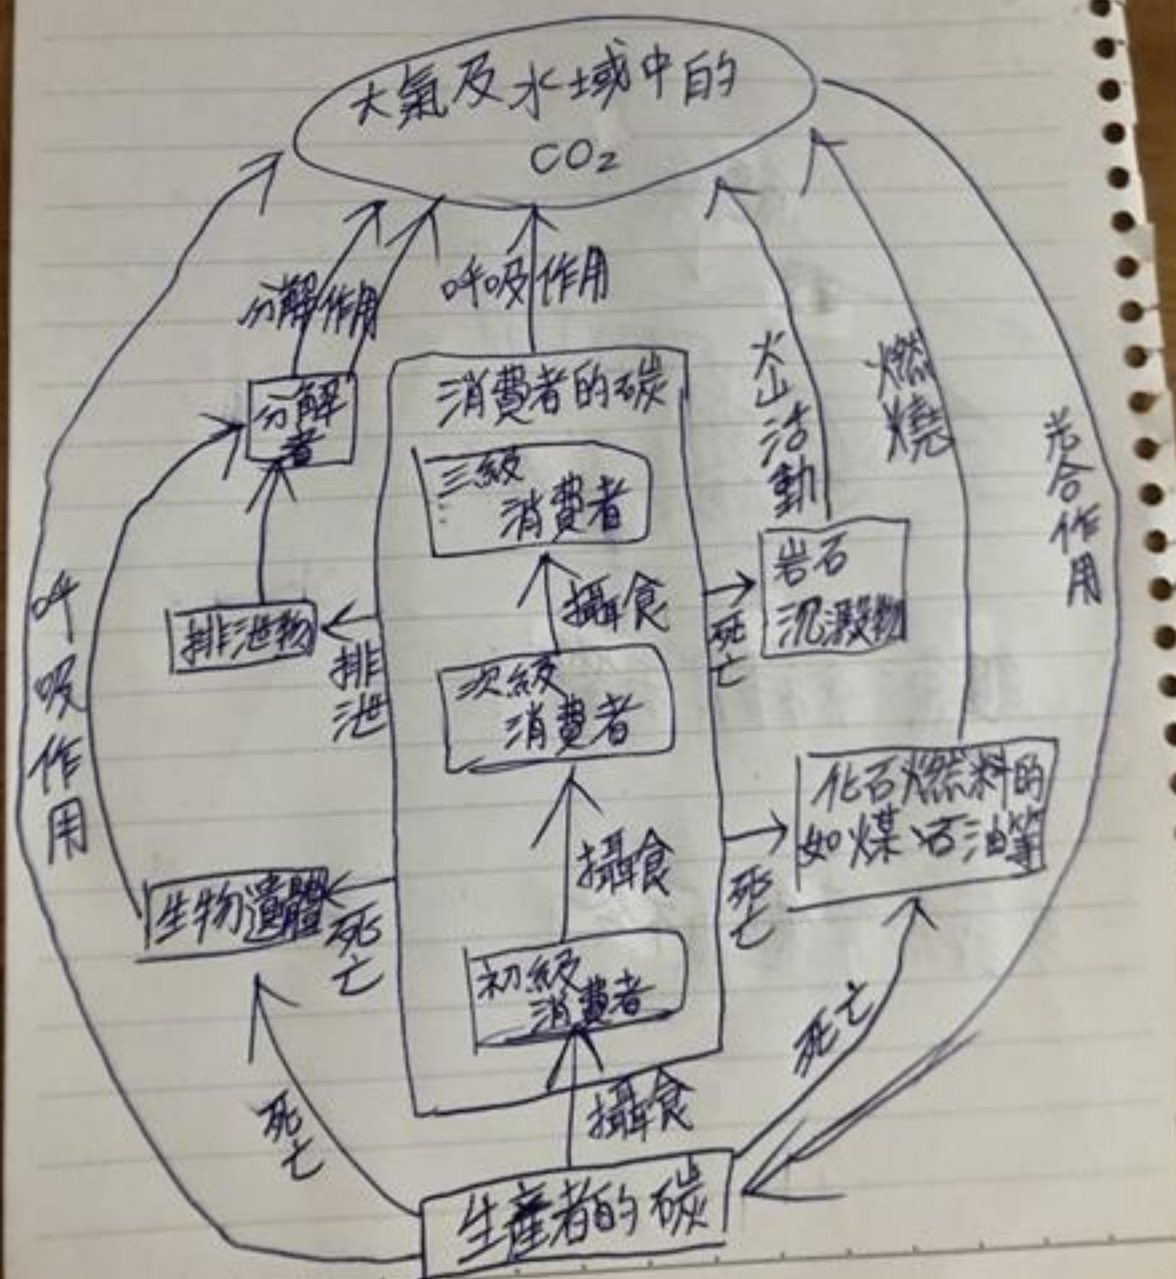 大氣及水域中的
CO₂
分解作用
呼吸作用
火山活動
燃燒
光合作用
呼吸作用
分解
者
消費者的碳
三級
消費者
攝食
次級
消費者
攝食
初級
消費者
攝食
排泄物
排泄
生物遺體
死亡
死亡
岩石
沉澱物
死亡
化石燃料的
如煤、石油等
死亡
死亡
生產者的碳